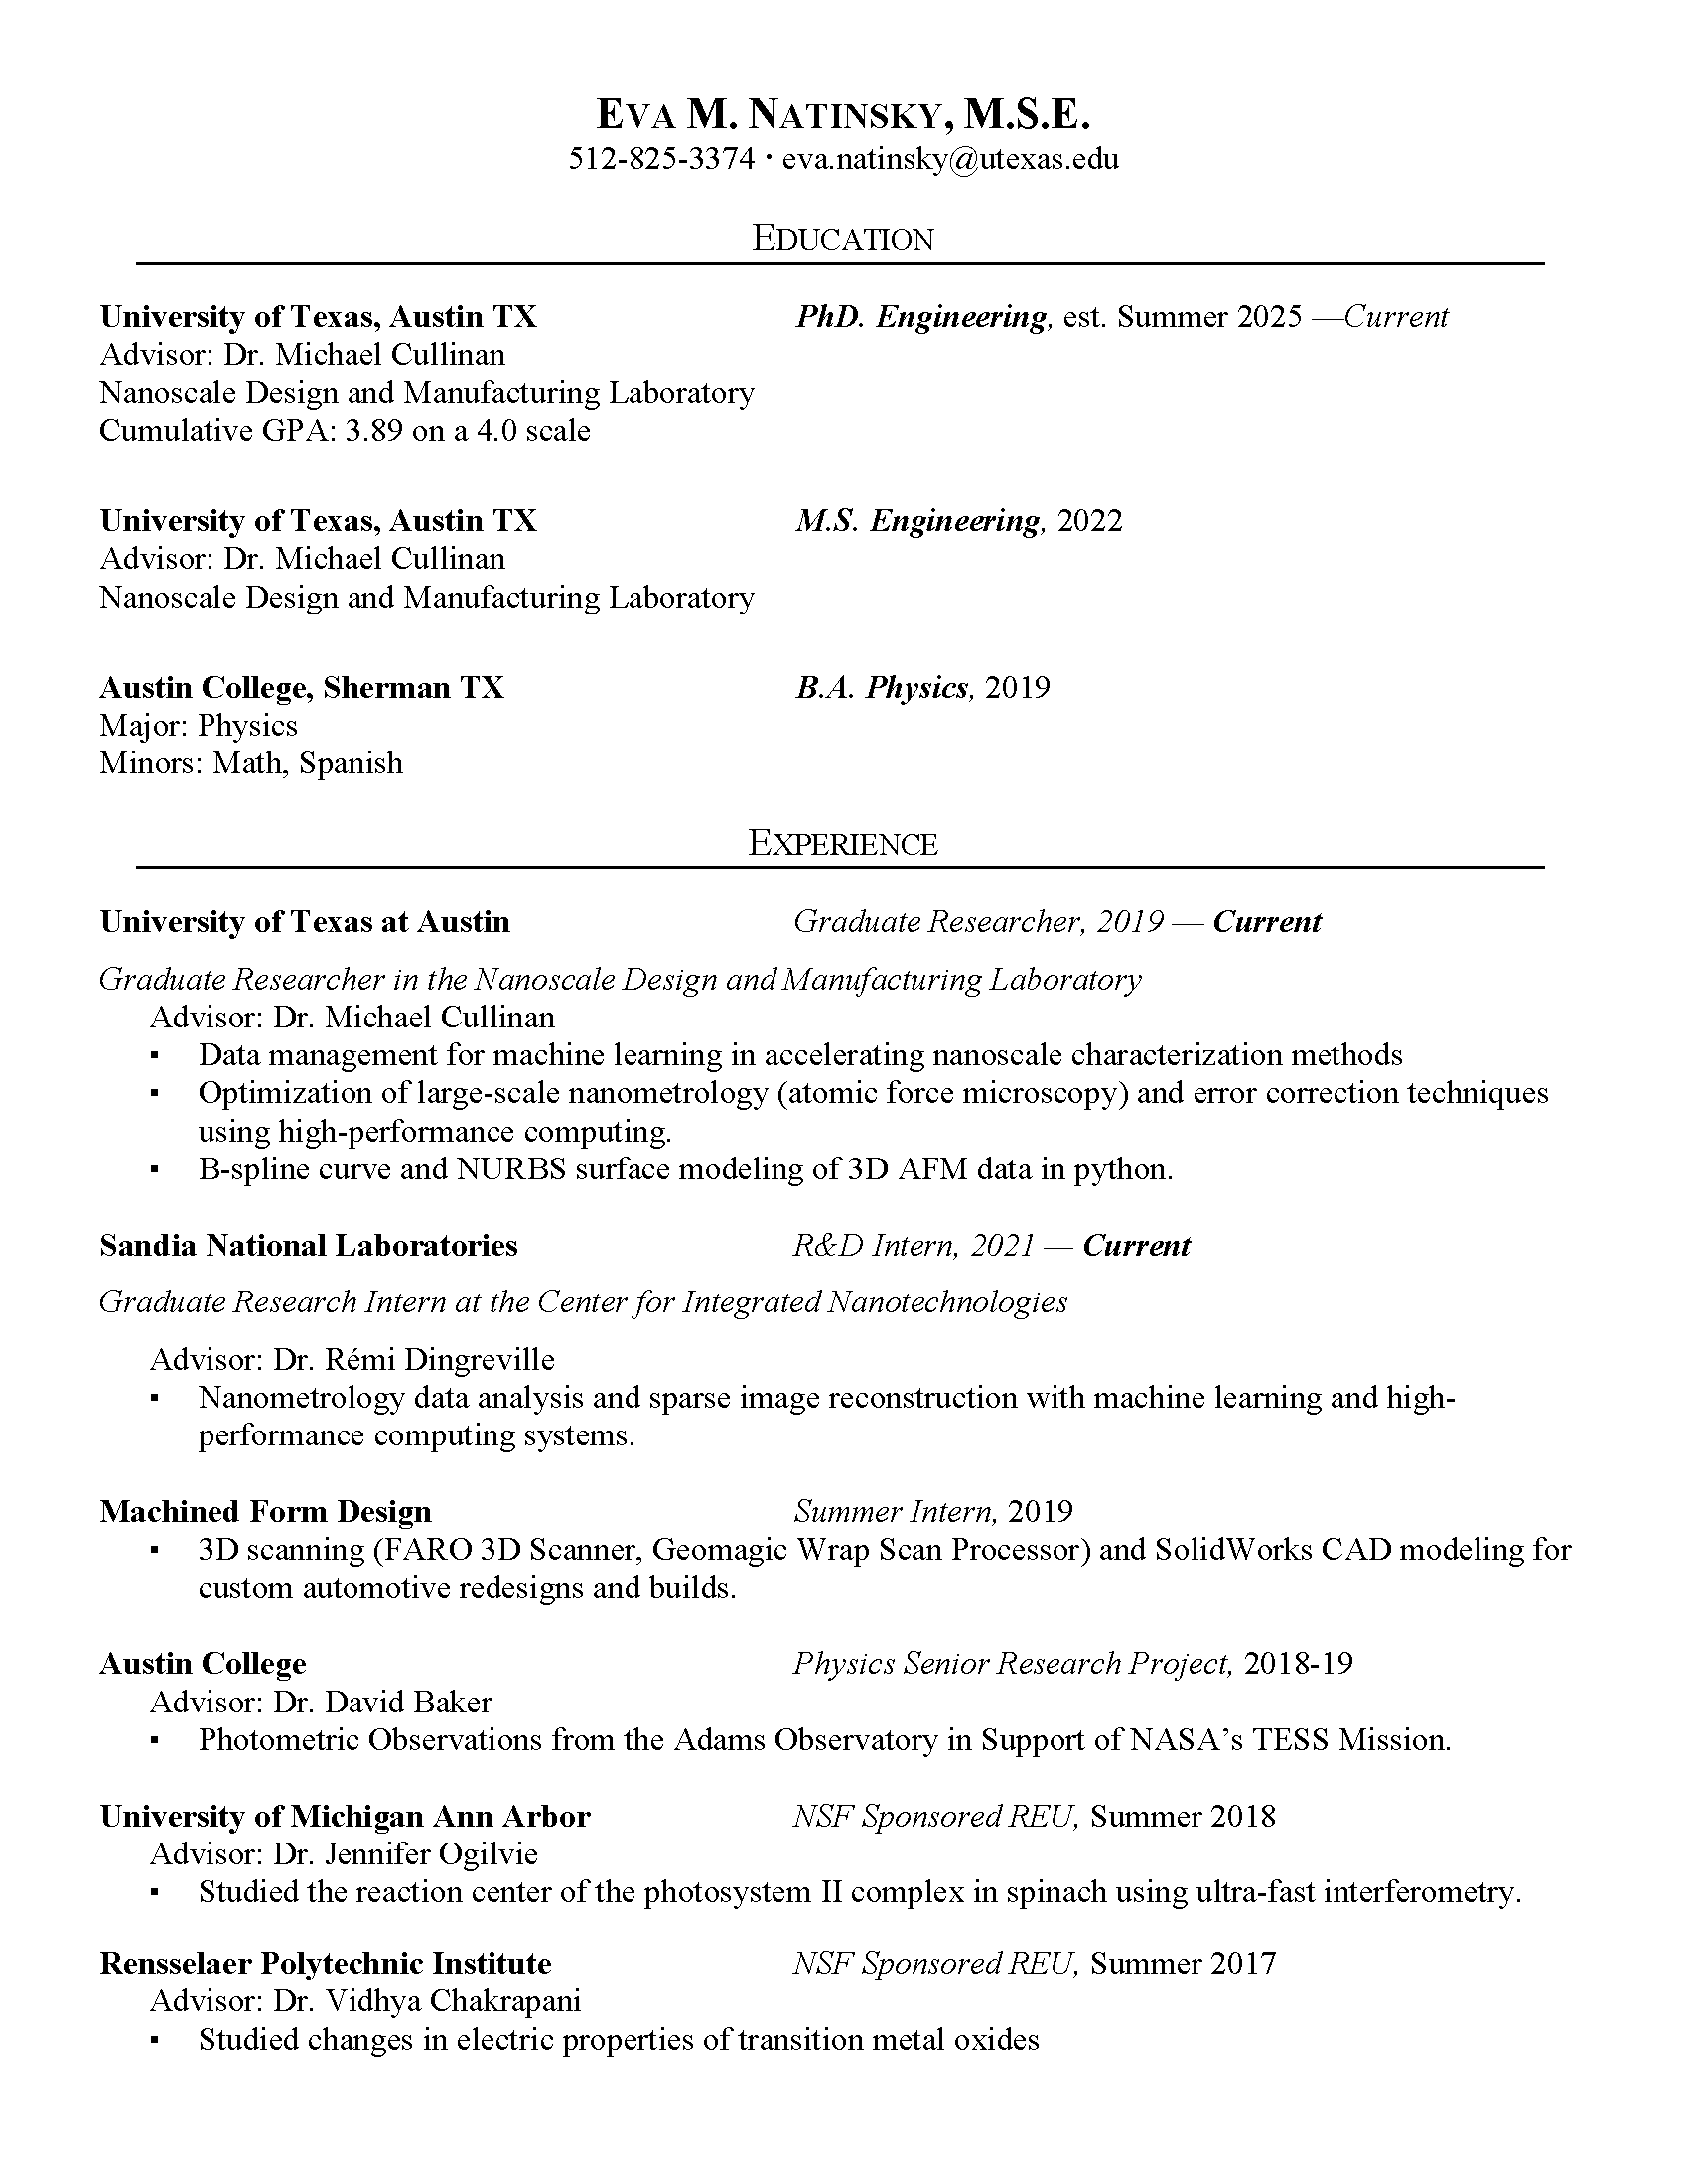 EVA M. NATINSKY, M.S.E.
512-825-3374 · eva.natinsky@utexas.edu
EDUCATION
University of Texas, Austin TX PhD. Engineering, est. Summer 2025 —Current
Advisor: Dr. Michael Cullinan
Nanoscale Design and Manufacturing Laboratory
Cumulative GPA: 3.89 on a 4.0 scale
University of Texas, Austin TX M.S. Engineering, 2022
Advisor: Dr. Michael Cullinan
Nanoscale Design and Manufacturing Laboratory
Austin College, Sherman TX B.A. Physics, 2019
Major: Physics
Minors: Math, Spanish
EXPERIENCE
University of Texas at Austin Graduate Researcher, 2019 — Current
Graduate Researcher in the Nanoscale Design and Manufacturing Laboratory
Advisor: Dr. Michael Cullinan
▪ Data management for machine learning in accelerating nanoscale characterization methods
▪ Optimization of large-scale nanometrology (atomic force microscopy) and error correction techniques
using high-performance computing.
▪ B-spline curve and NURBS surface modeling of 3D AFM data in python.
Sandia National Laboratories R&D Intern, 2021 — Current
Graduate Research Intern at the Center for Integrated Nanotechnologies
Advisor: Dr. Rémi Dingreville
▪ Nanometrology data analysis and sparse image reconstruction with machine learning and high-
performance computing systems.
Machined Form Design Summer Intern, 2019
▪ 3D scanning (FARO 3D Scanner, Geomagic Wrap Scan Processor) and SolidWorks CAD modeling for
custom automotive redesigns and builds.
Austin College Physics Senior Research Project, 2018-19
Advisor: Dr. David Baker
▪ Photometric Observations from the Adams Observatory in Support of NASA’s TESS Mission.
University of Michigan Ann Arbor NSF Sponsored REU, Summer 2018
Advisor: Dr. Jennifer Ogilvie
▪ Studied the reaction center of the photosystem II complex in spinach using ultra-fast interferometry.
Rensselaer Polytechnic Institute NSF Sponsored REU, Summer 2017
Advisor: Dr. Vidhya Chakrapani
▪ Studied changes in electric properties of transition metal oxides